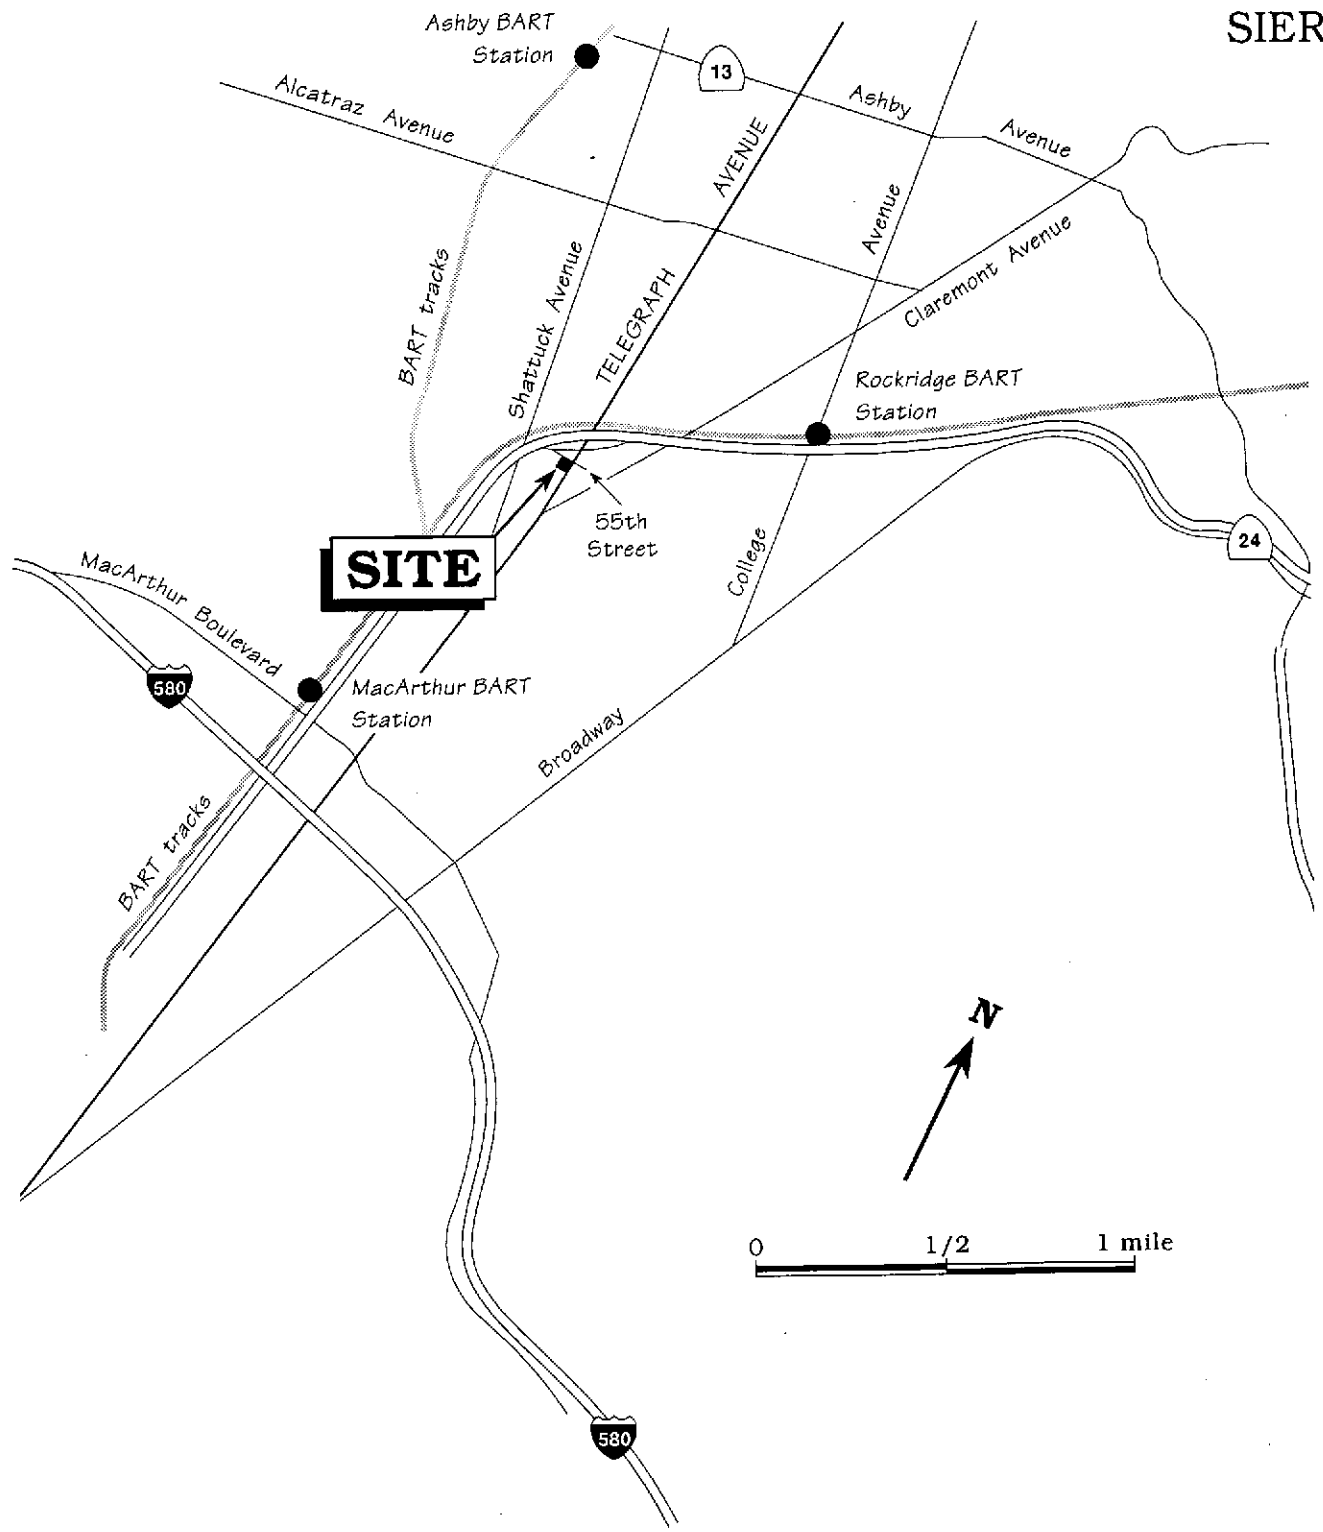 SIER
Ashby BART
Station
13
Alcatraz Avenue
Ashby Avenue
TELEGRAPH AVENUE
Avenue
Claremont Avenue
BART tracks
Shattuck Avenue
Rockridge BART
Station
55th
Street
24
SITE
College
MacArthur Boulevard
580
MacArthur BART
Station
Broadway
BART tracks
N
0 1/2 1 mile
580